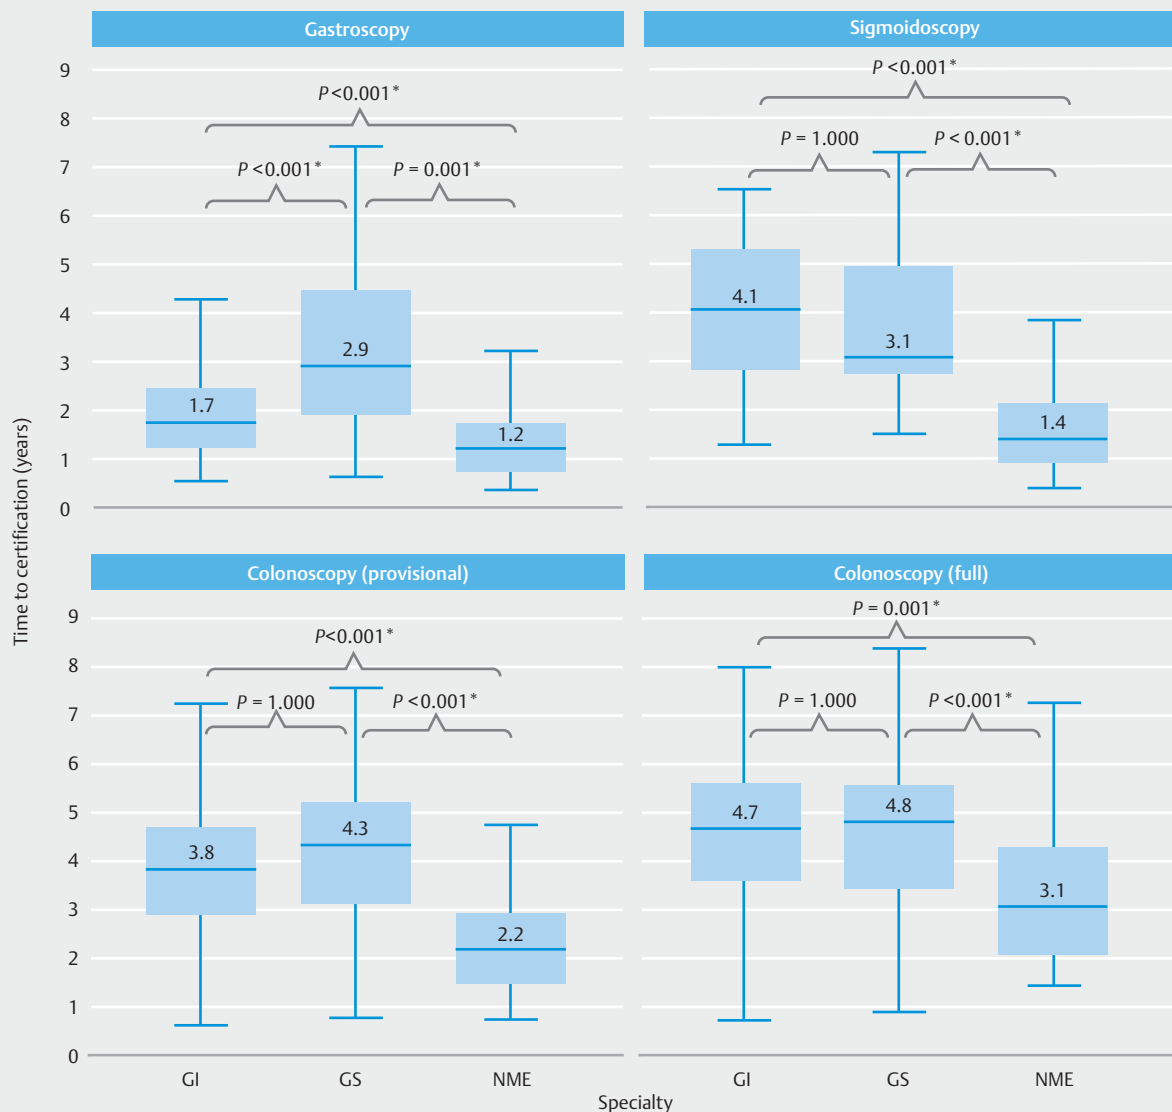 Gastroscopy
Sigmoidoscopy
Time to certification (years)
9
8
7
6
5
4
3
2
1
0
P<0.001*
P<0.001*
P = 0.001*
1.7
2.9
1.2
P<0.001*
P = 1.000
P < 0.001*
4.1
3.1
1.4
Colonoscopy (provisional)
Colonoscopy (full)
9
8
7
6
5
4
3
2
1
0
P<0.001*
P = 1.000
P <0.001*
3.8
4.3
2.2
P = 0.001*
P = 1.000
P <0.001*
4.7
4.8
3.1
GI
GS
NME
GI
GS
NME
Specialty